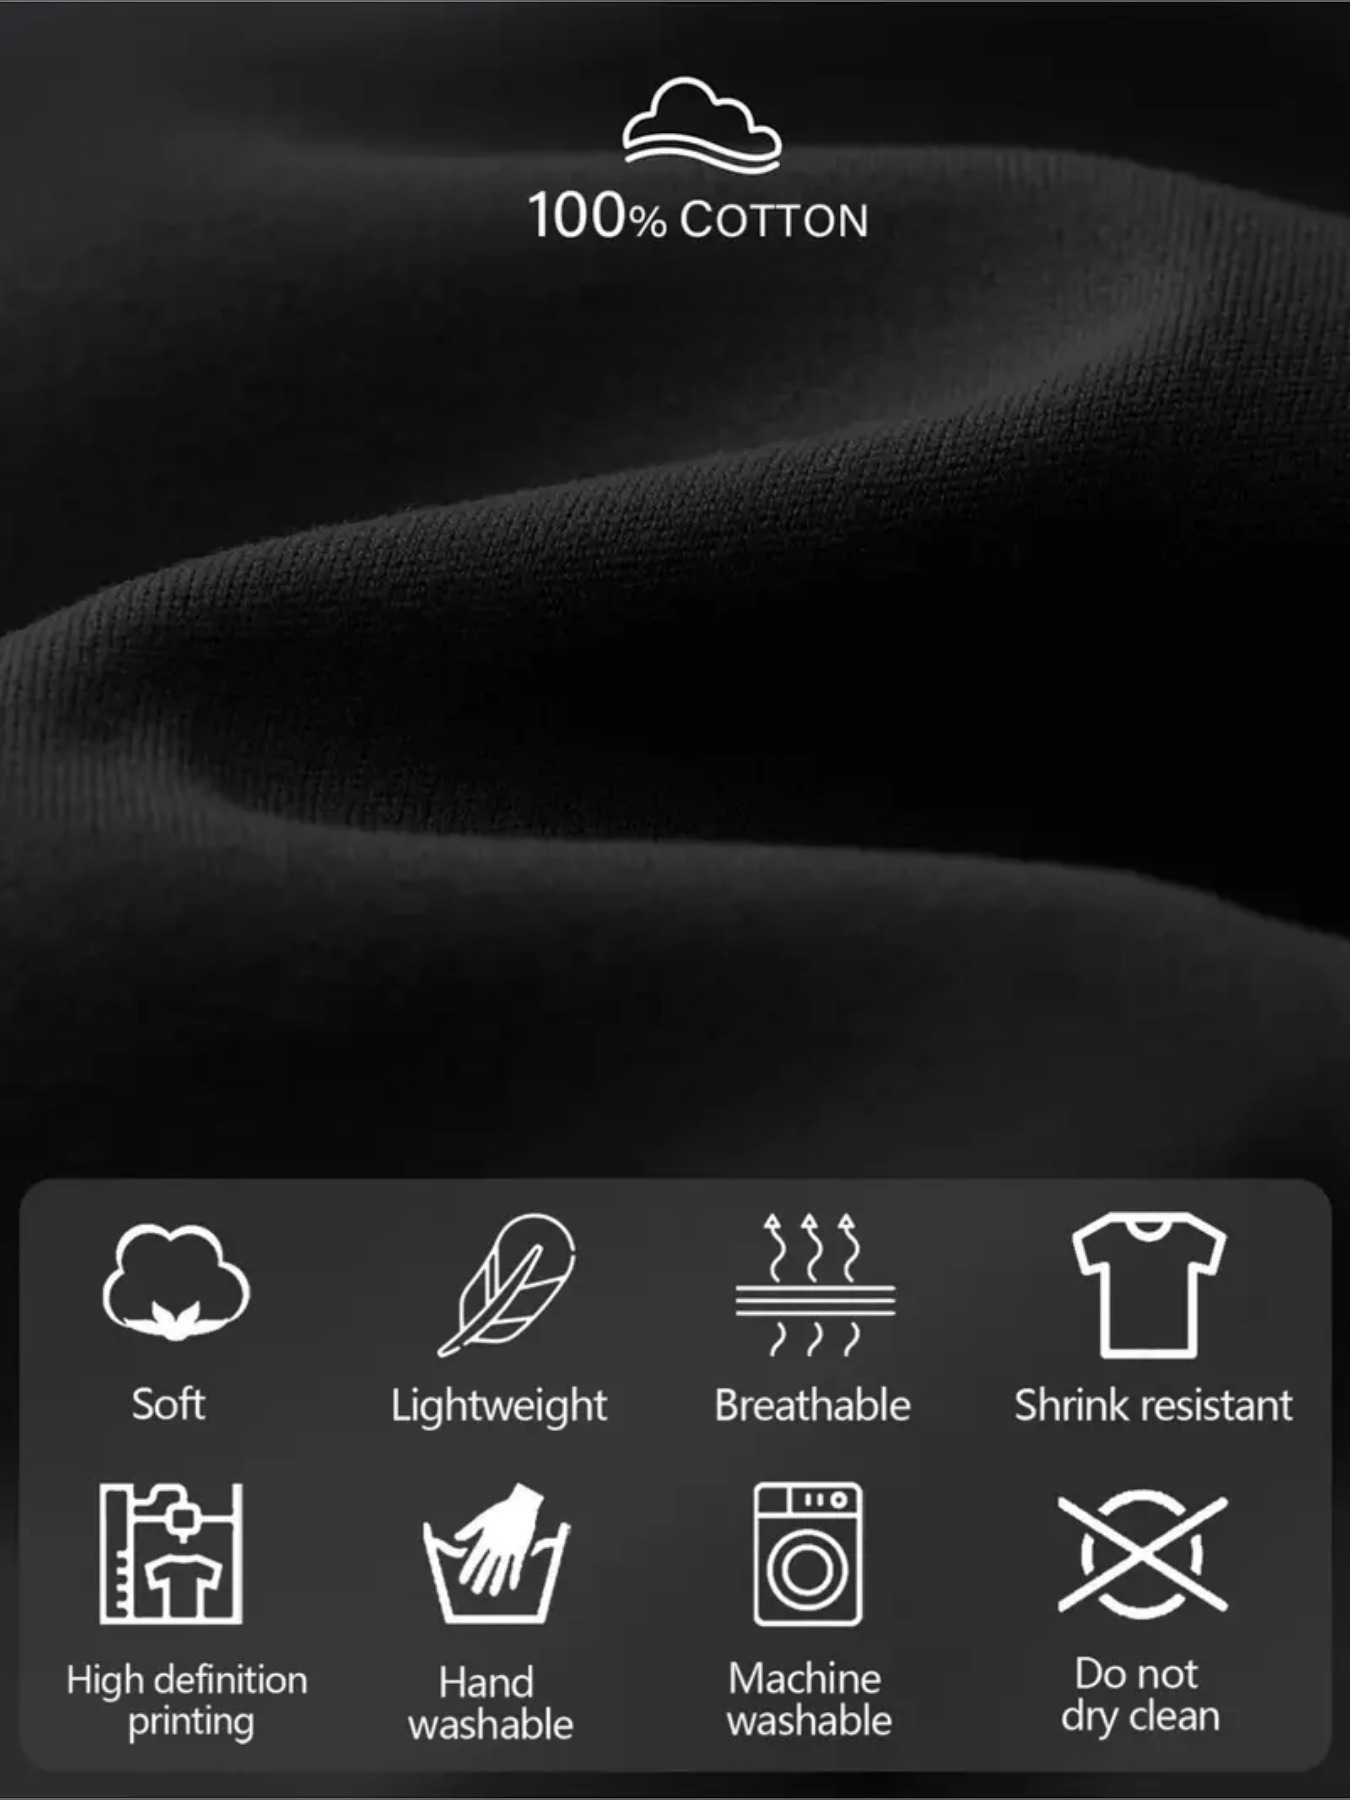 100% COTTON
Soft
Lightweight
Breathable
Shrink resistant
High definition
printing
Hand
washable
Machine
washable
Do not
dry clean